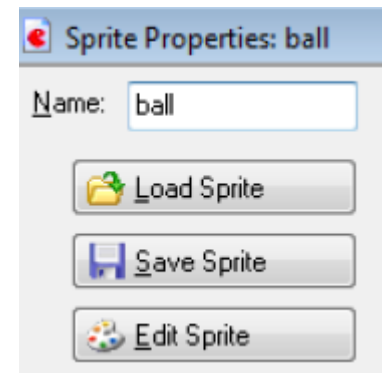 Sprite Properties: ball
Name: ball
Load Sprite
Save Sprite
Edit Sprite